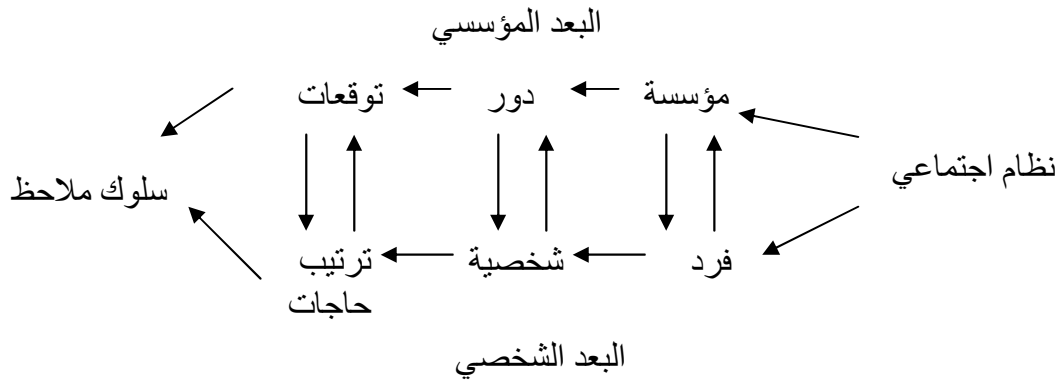 البعد المؤسسي
مؤسسة دور توقعات
نظام اجتماعي
سلوك ملاحظ
فرد شخصية ترتيب
حاجات
البعد الشخصي